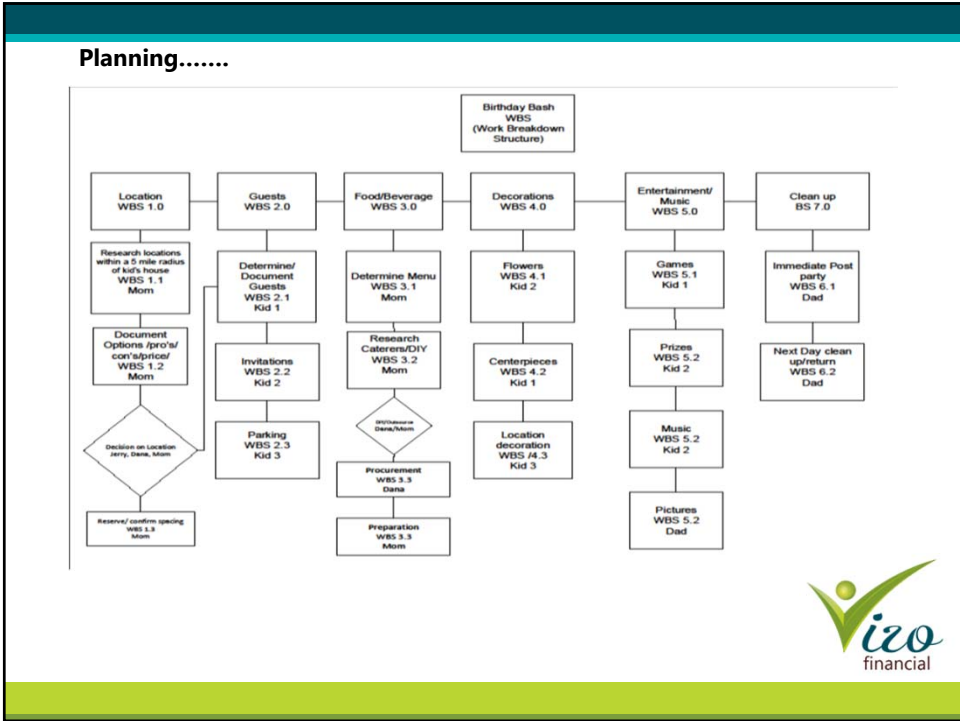 Planning.......
Birthday Bash
WBS
(Work Breakdown
Structure)
Location
WBS 1.0
Guests
WBS 2.0
Food/Beverage
WBS 3.0
Decorations
WBS 4.0
Entertainment/
Music
WBS 5.0
Clean up
BS 7.0
Research locations
within a 5 mile radius
of kid's house
WBS 1.1
Mom
Determine/
Document
Guests
WBS 2.1
Kid 1
Determine Menu
WBS 3.1
Mom
Flowers
WBS 4.1
Kid 2
Games
WBS 5.1
Kid 1
Immediate Post
party
WBS 6.1
Dad
Document
Options /pro's/
con's/price/
WBS 1.2
Mom
Invitations
WBS 2.2
Kid 2
Research
Caterers/DIY
WBS 3.2
Mom
Centerpieces
WBS 4.2
Kid 1
Prizes
WBS 5.2
Kid 2
Next Day clean
up/return
WBS 6.2
Dad
Decision on Location
Jerry, Dana, Mom
Parking
WBS 2.3
Kid 3
Dana/Mom
Location
decoration
WBS /4.3
Kid 3
Music
WBS 5.2
Kid 2
Reserve/ confirm spacing
WBS 1.3
Mom
Procurement
WBS 3.3
Dana
Preparation
WBS 3.3
Mom
Pictures
WBS 5.2
Dad
Vizo
financial